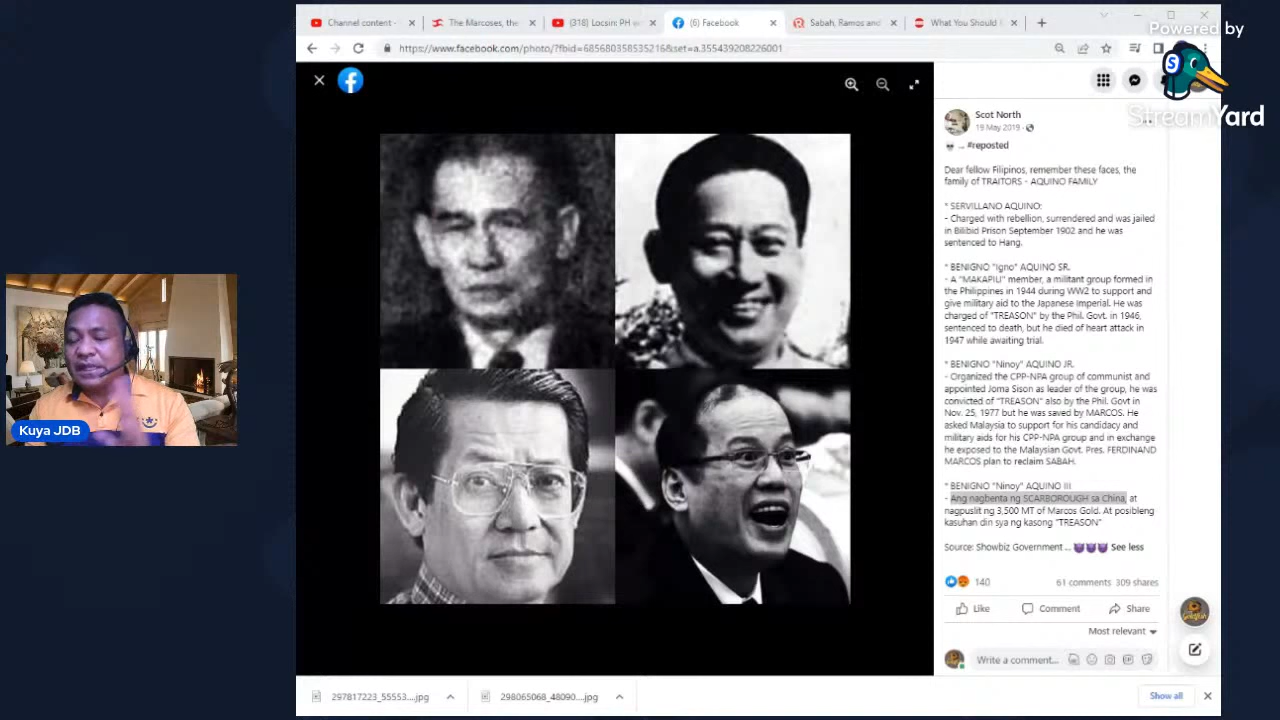 Channel content -
The Marcoses, the
(318) Locsin: PH w
(6) Facebook
Sabah, Ramos and
What You Should
https://www.facebook.com/photo/?fbid=685680358535216&set=a.355439208226001
Powered by
StreamYard
Scot North
19 May 2019
... #reposted
Dear fellow Filipinos, remember these faces, the
family of TRAITORS - AQUINO FAMILY
* SERVILLANO AQUINO:
- Charged with rebellion, surrendered and was jailed
in Bilibid Prison September 1902 and he was
sentenced to Hang.
* BENIGNO "Igno" AQUINO SR.
- A "MAKAPILI" member, a militant group formed in
the Philippines in 1944 during WW2 to support and
give military aid to the Japanese Imperial. He was
charged of "TREASON" by the Phil. Govt. in 1946,
sentenced to death, but he died of heart attack in
1947 while awaiting trial.
* BENIGNO "Ninoy" AQUINO JR.
- Organized the CPP-NPA group of communist and
appointed Joma Sison as leader of the group, he was
convicted of "TREASON" also by the Phil. Govt in
Nov. 25, 1977 but he was saved by MARCOS. He
asked Malaysia to support for his candidacy and
military aids for his CPP-NPA group and in exchange
he exposed to the Malaysian Govt. Pres. FERDINAND
MARCOS plan to reclaim SABAH.
* BENIGNO "Ninoy" AQUINO III
- Ang nagbenta ng SCARBOROUGH sa China, at
nagpuslit ng 3,500 MT of Marcos Gold. At posibleng
kasuhan din sya ng kasong "TREASON"
Source: Showbiz Government... See less
140
61 comments 309 shares
Like Comment Share
Most relevant
Write a comment...
Kuya JDB
297817223_55553....jpg
298065068_48090....jpg
Show all